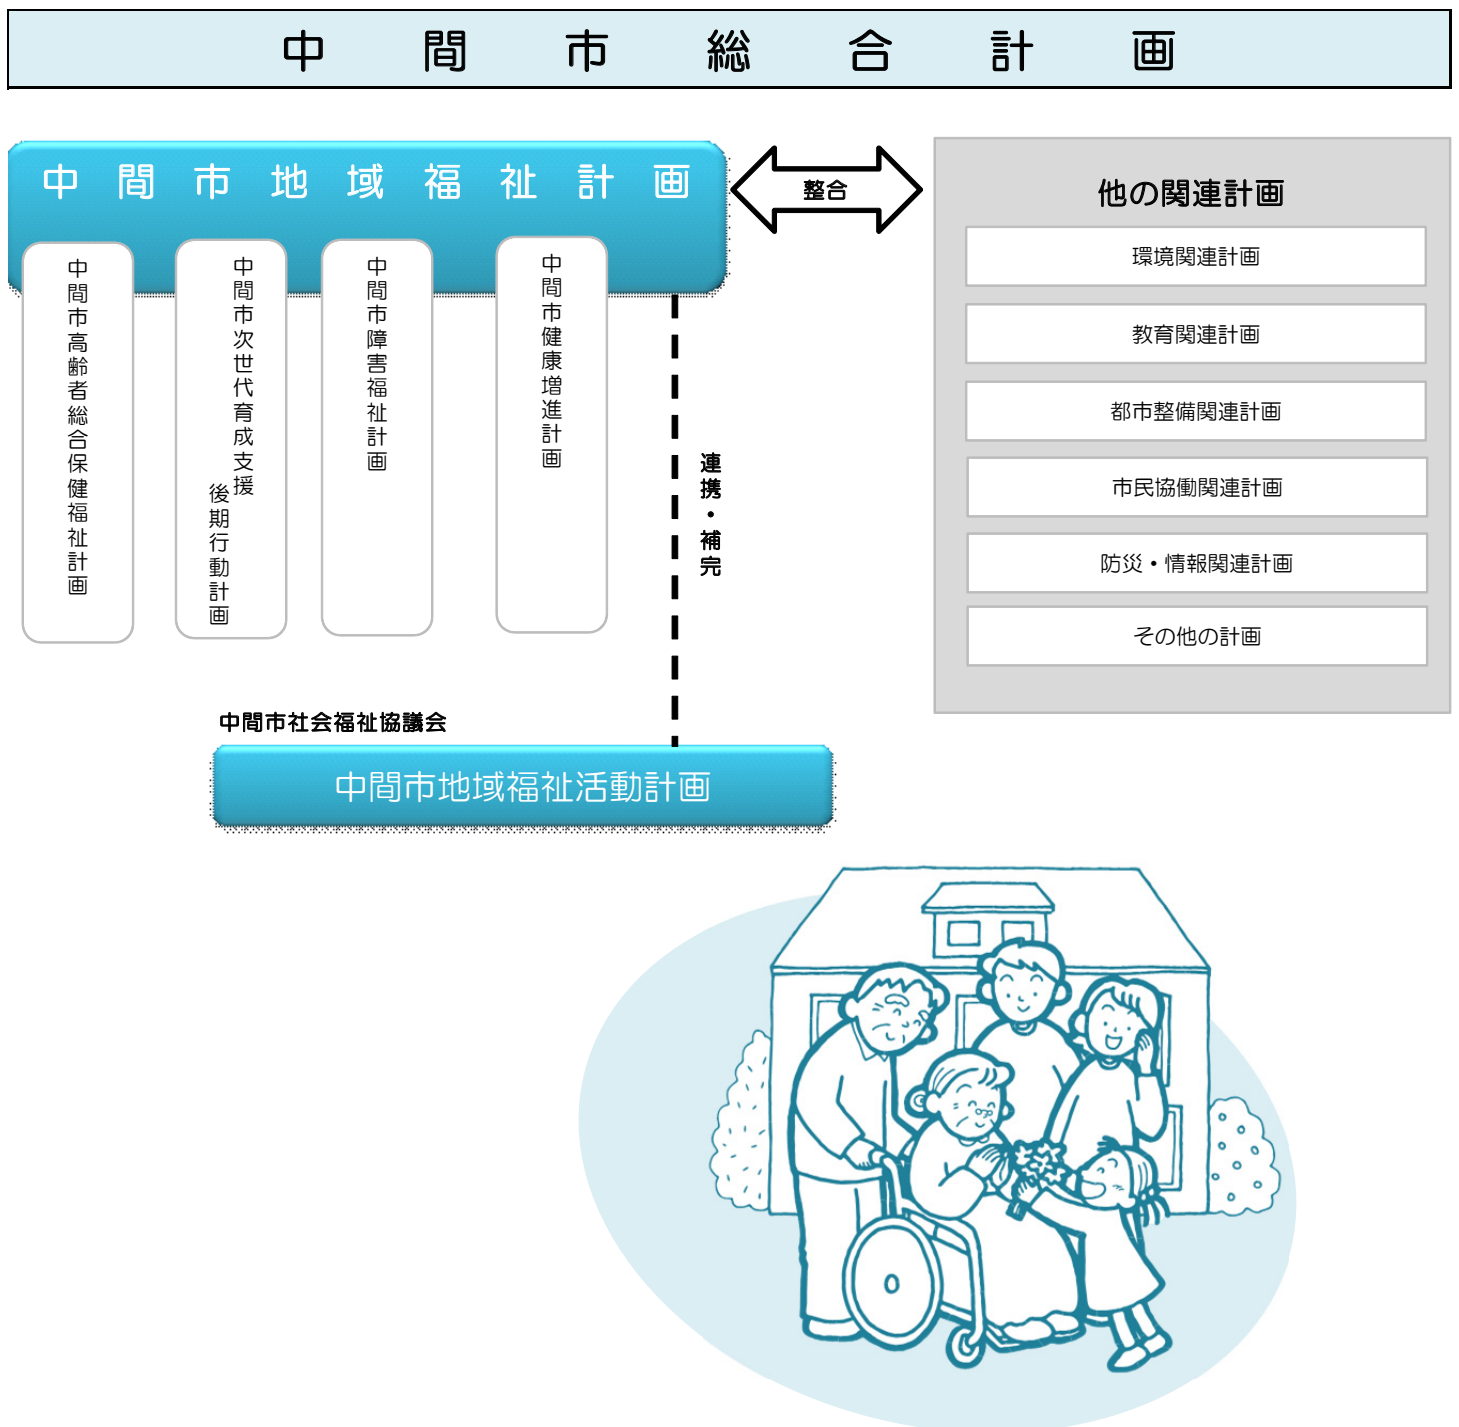 中間市総合計画
中間市地域福祉計画
整合
他の関連計画
中間市高齢者総合保健福祉計画
中間市次世代育成支援
後期行動計画
中間市障害福祉計画
中間市健康増進計画
連携・補完
環境関連計画
教育関連計画
都市整備関連計画
市民協働関連計画
防災・情報関連計画
その他の計画
中間市社会福祉協議会
中間市地域福祉活動計画